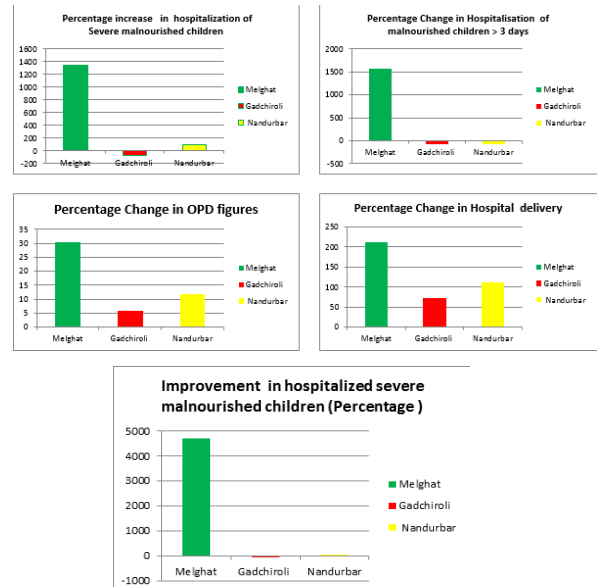 Percentage increase in hospitalization of
Severe malnourished children
1600
1400
1200
1000
800
600
400
200
0
-200
Melghat Gadchiroli Nandurbar
Melghat
Gadchiroli
Nandurbar
Percentage Change in Hospitalisation of
malnourished children > 3 days
2000
1500
1000
500
0
-500
Melghat Gadchiroli Nandurbar
Melghat
Gadchiroli
Nandurbar
Percentage Change in OPD figures
35
30
25
20
15
10
5
0
Melghat Gadchiroli Nandurbar
Melghat
Gadchiroli
Nandurbar
Percentage Change in Hospital delivery
250
200
150
100
50
0
Melghat Gadchiroli Nandurbar
Melghat
Gadchiroli
Nandurbar
Improvement in hospitalized severe
malnourished children (Percentage )
5000
4000
3000
2000
1000
0
-1000
Melghat Gadchiroli Nandurbar
Melghat
Gadchiroli
Nandurbar